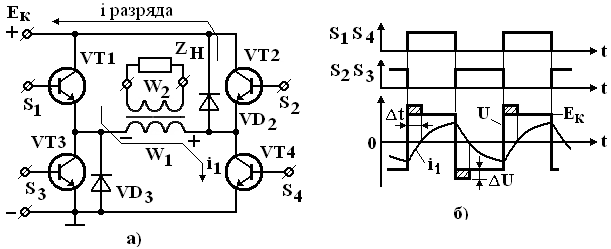 i разряда
Eк
+
VT1
ZН
VT2
S1
W2
S2
VD2
VT3
−
+
W1
i1
VT4
S3
VD3
S4
−
а)
S1 S4
t
S2 S3
t
Δt
U
Eк
0
t
i1
ΔU
б)